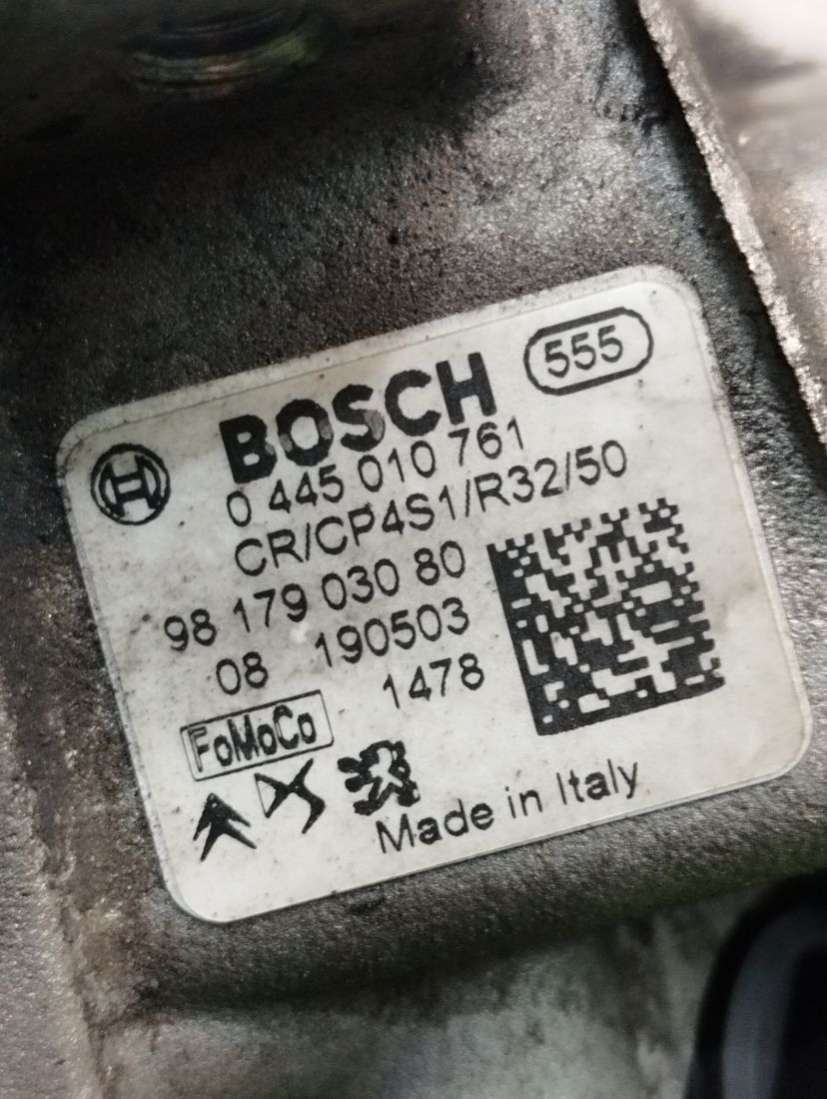 BOSCH 555
0 445 010 761
CR/CP4S1/R32/50
98 179 030 80
08 190503
1478
FoMoCo
Made in Italy